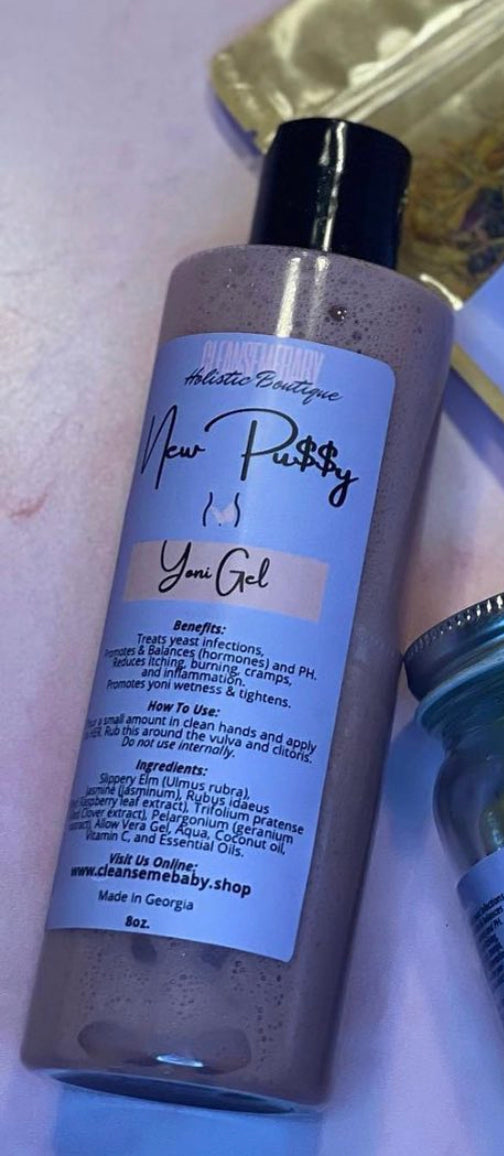 CLEANSEMEBABY
Holistic Boutique
New Pu$$y
Yoni Gel
Benefits:
Treats yeast infections,
Promotes & Balances (hormones) and PH.
Reduces itching, burning, cramps,
and inflammation.
Promotes yoni wetness & tightens.
How To Use:
a small amount in clean hands and apply
HER. Rub this around the vulva and clitoris.
Do not use internally.
Ingredients:
Slippery Elm (Ulmus rubra),
Jasmine (Jasminum), Rubus idaeus
Raspberry leaf extract), Trifolium pratense
Clover extract), Pelargonium (geranium
Allow Vera Gel, Aqua, Coconut oil,
Vitamin C, and Essential Oils.
Visit Us Online:
www.cleansemebaby.shop
Made in Georgia
8oz.